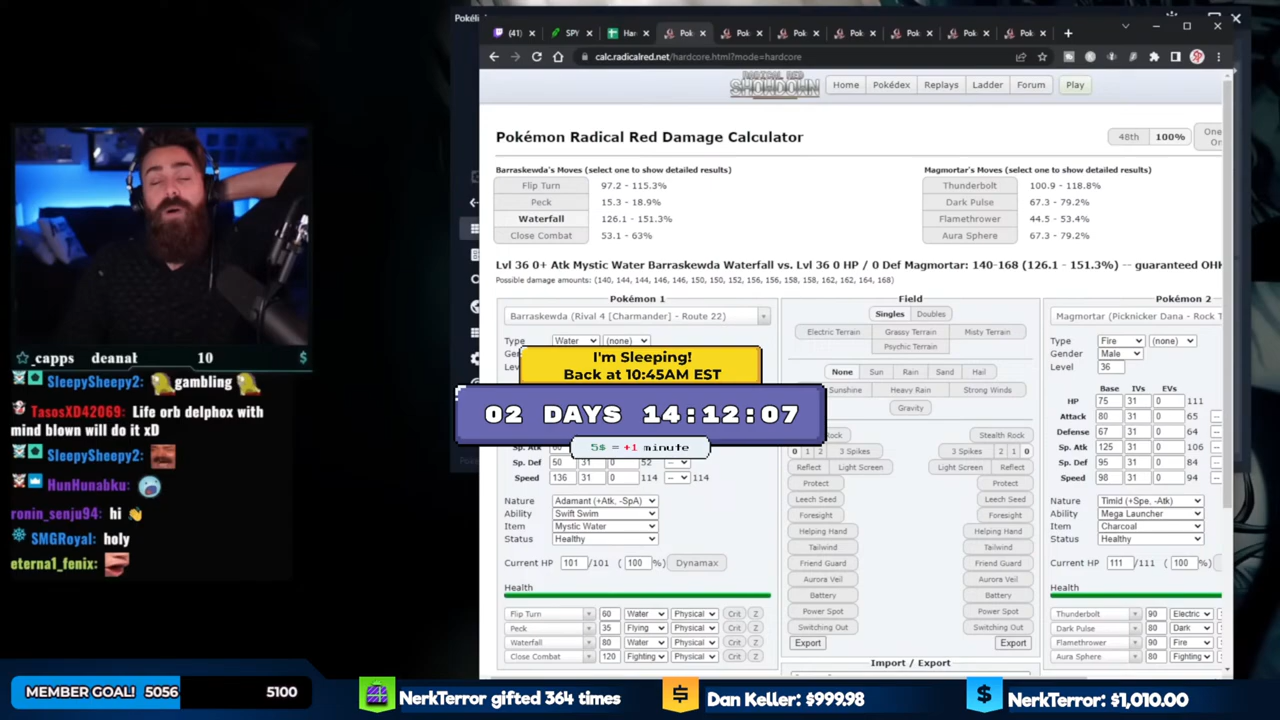 Pokéli
(41)
SPY
Har
Pok
Pok
Pok
Pok
Pok
Pok
Pok
calc.radicalred.net/hardcore.html?mode=hardcore
RADICAL RED
SHOWDOWN
Home
Pokédex
Replays
Ladder
Forum
Play
Pokémon Radical Red Damage Calculator
48th
100%
One
Barraskewda's Moves (select one to show detailed results)
Flip Turn 97.2 - 115.3%
Peck 15.3 - 18.9%
Waterfall 126.1 - 151.3%
Close Combat 53.1 - 63%
Magmortar's Moves (select one to show detailed results)
Thunderbolt 100.9 - 118.8%
Dark Pulse 67.3 - 79.2%
Flamethrower 44.5 - 53.4%
Aura Sphere 67.3 - 79.2%
Lvl 36 0+ Atk Mystic Water Barraskewda Waterfall vs. Lvl 36 0 HP / 0 Def Magmortar: 140-168 (126.1 - 151.3%) -- guaranteed OH
Possible damage amounts: (140, 144, 144, 146, 146, 150, 150, 152, 156, 156, 158, 158, 162, 162, 164, 168)
Pokémon 1
Barraskewda (Rival 4 [Charmander] - Route 22)
Type Water (none)
Sp. Def 50 31 0 52 --
Speed 136 31 0 114 -- 114
Nature Adamant (+Atk, -SpA)
Ability Swift Swim
Item Mystic Water
Status Healthy
Current HP 101 /101 ( 100 %) Dynamax
Health
Flip Turn 60 Water Physical Crit Z
Peck 35 Flying Physical Crit Z
Waterfall 80 Water Physical Crit Z
Close Combat 120 Fighting Physical Crit Z
Field
Singles Doubles
Electric Terrain Grassy Terrain Misty Terrain
Psychic Terrain
None Sun Rain Sand Hail
Sunshine Heavy Rain Strong Winds
Gravity
Rock Stealth Rock
0 1 2 3 Spikes 3 Spikes 2 1 0
Reflect Light Screen Light Screen Reflect
Protect Protect
Leech Seed Leech Seed
Foresight Foresight
Helping Hand Helping Hand
Tailwind Tailwind
Friend Guard Friend Guard
Aurora Veil Aurora Veil
Battery Battery
Power Spot Power Spot
Switching Out Switching Out
Export Export
Import / Export
Pokémon 2
Magmortar (Picknicker Dana - Rock T
Type Fire (none)
Gender Male
Level 36
Base IVs EVs
HP 75 31 0 111
Attack 80 31 0 65 --
Defense 67 31 0 64 --
Sp. Atk 125 31 0 106 --
Sp. Def 95 31 0 84 --
Speed 98 31 0 94 --
Nature Timid (+Spe, -Atk)
Ability Mega Launcher
Item Charcoal
Status Healthy
Current HP 111 /111 ( 100 %)
Health
Thunderbolt 90 Electric
Dark Pulse 80 Dark
Flamethrower 90 Fire
Aura Sphere 80 Fighting
I'm Sleeping!
Back at 10:45AM EST
02 DAYS 14:12:07
5$ = +1 minute
_capps deanat 10 $
SleepySheepy2: gambling
TasosXD42069: Life orb delphox with
mind blown will do it xD
SleepySheepy2:
HunHunabku:
ronin_senju94: hi
SMGRoyal: holy
eterna1_fenix:
MEMBER GOAL! 5056 5100
NerkTerror gifted 364 times
Dan Keller: $999.98
NerkTerror: $1,010.00